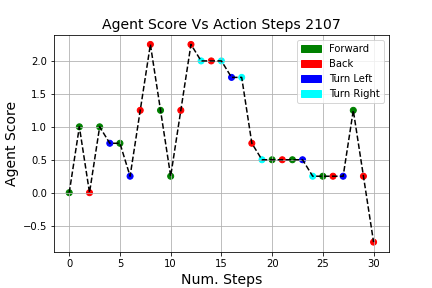 Agent Score Vs Action Steps 2107
Forward
Back
Turn Left
Turn Right
Agent Score
2.0
1.5
1.0
0.5
0.0
−0.5
0 5 10 15 20 25 30
Num. Steps